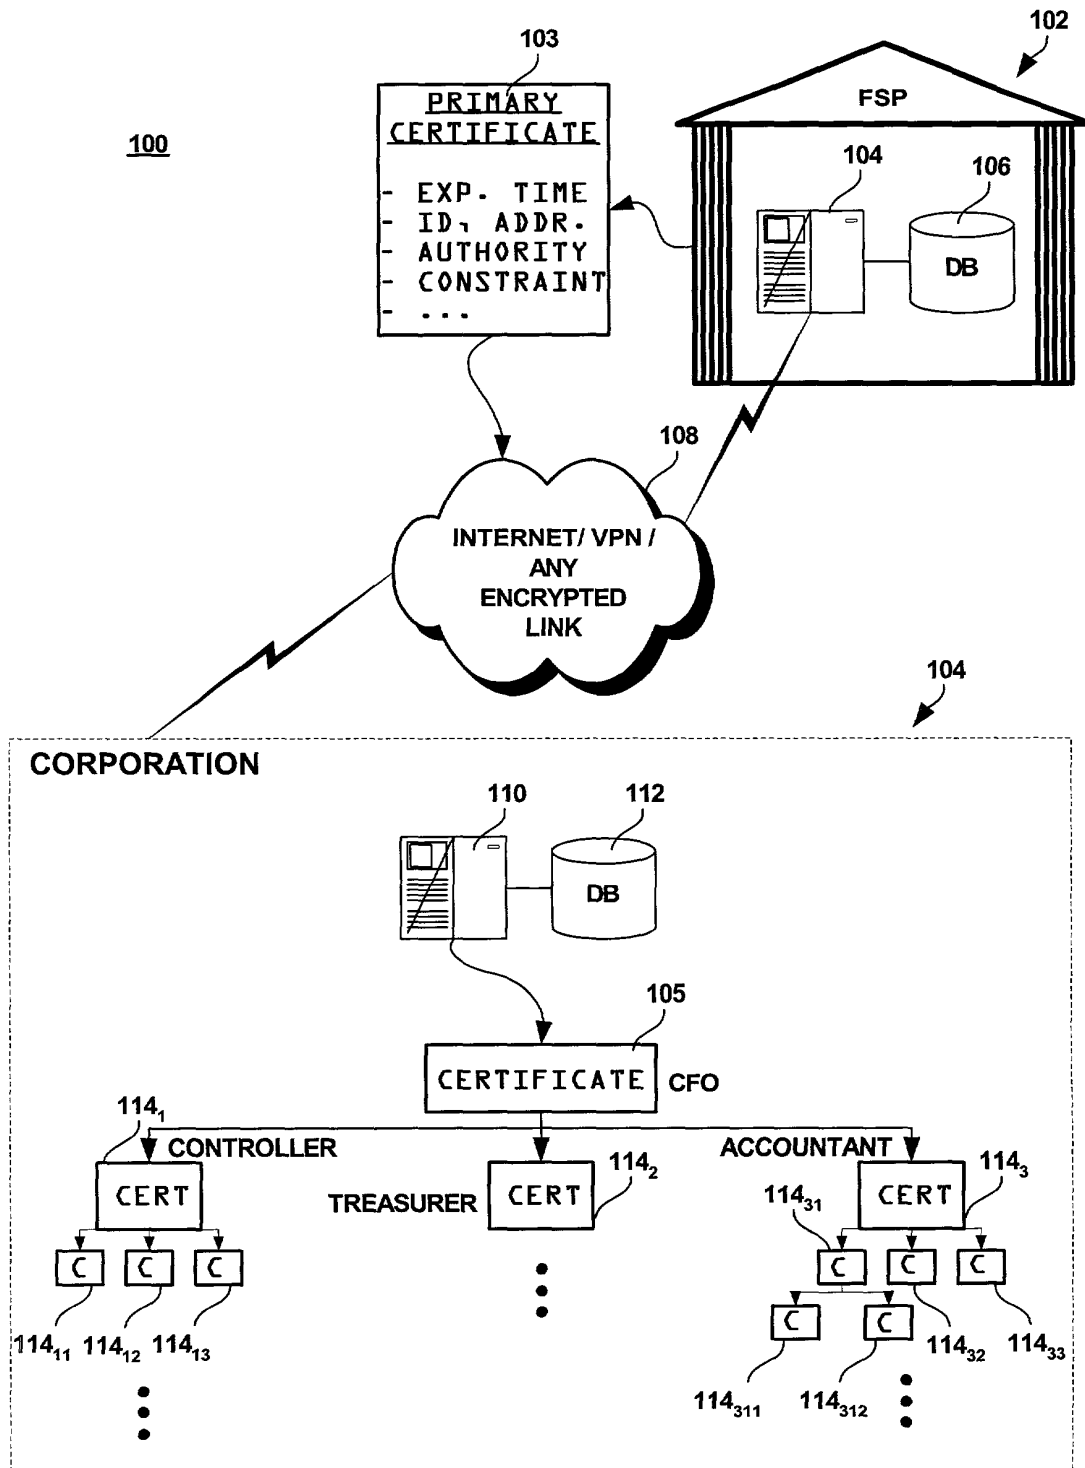 102
103
PRIMARY
CERTIFICATE
- EXP. TIME
- ID, ADDR.
- AUTHORITY
- CONSTRAINT
- ...
100
FSP
104
106
DB
108
INTERNET/ VPN /
ANY
ENCRYPTED
LINK
104
CORPORATION
110
112
DB
105
CERTIFICATE
CFO
114₁
CONTROLLER
ACCOUNTANT
CERT
TREASURER
CERT
114₂
CERT
114₃
114₃₁
C
C
C
C
C
C
114₁₁
114₁₂
114₁₃
C
C
114₃₂
114₃₃
114₃₁₁
114₃₁₂